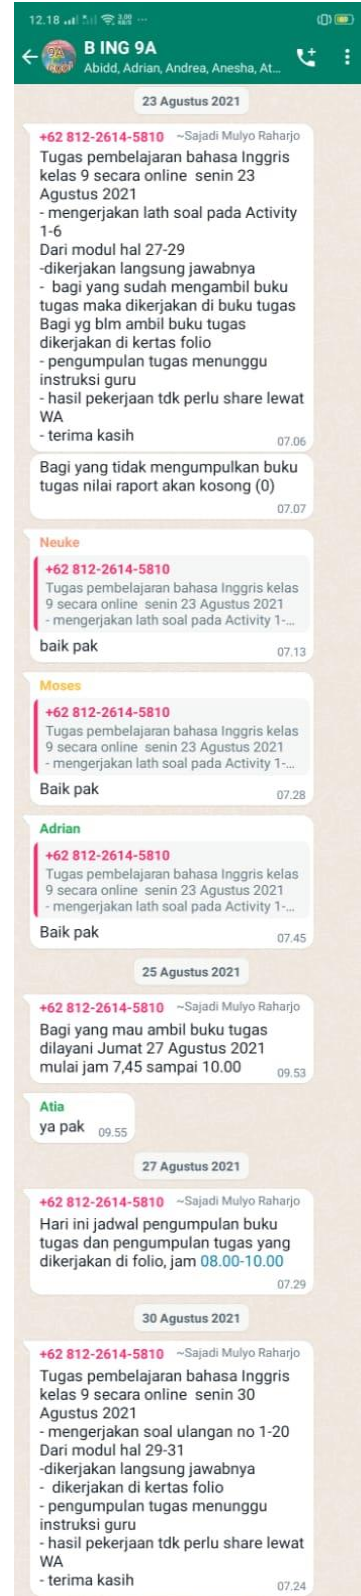 12.18
B ING 9A
Abidd, Adrian, Andrea, Anesha, At...
23 Agustus 2021
+62 812-2614-5810 ~Sajadi Mulyo Raharjo
Tugas pembelajaran bahasa Inggris
kelas 9 secara online senin 23
Agustus 2021
- mengerjakan lath soal pada Activity
1-6
Dari modul hal 27-29
-dikerjakan langsung jawabnya
- bagi yang sudah mengambil buku
tugas maka dikerjakan di buku tugas
Bagi yg blm ambil buku tugas
dikerjakan di kertas folio
- pengumpulan tugas menunggu
instruksi guru
- hasil pekerjaan tdk perlu share lewat
WA
- terima kasih
07.06
Bagi yang tidak mengumpulkan buku
tugas nilai raport akan kosong (0)
07.07
Neuke
+62 812-2614-5810
Tugas pembelajaran bahasa Inggris kelas
9 secara online senin 23 Agustus 2021
- mengerjakan lath soal pada Activity 1-...
baik pak
07.13
Moses
+62 812-2614-5810
Tugas pembelajaran bahasa Inggris kelas
9 secara online senin 23 Agustus 2021
- mengerjakan lath soal pada Activity 1-...
Baik pak
07.28
Adrian
+62 812-2614-5810
Tugas pembelajaran bahasa Inggris kelas
9 secara online senin 23 Agustus 2021
- mengerjakan lath soal pada Activity 1-...
Baik pak
07.45
25 Agustus 2021
+62 812-2614-5810 ~Sajadi Mulyo Raharjo
Bagi yang mau ambil buku tugas
dilayani Jumat 27 Agustus 2021
mulai jam 7,45 sampai 10.00
09.53
Atia
ya pak
09.55
27 Agustus 2021
+62 812-2614-5810 ~Sajadi Mulyo Raharjo
Hari ini jadwal pengumpulan buku
tugas dan pengumpulan tugas yang
dikerjakan di folio, jam 08.00-10.00
07.29
30 Agustus 2021
+62 812-2614-5810 ~Sajadi Mulyo Raharjo
Tugas pembelajaran bahasa Inggris
kelas 9 secara online senin 30
Agustus 2021
- mengerjakan soal ulangan no 1-20
Dari modul hal 29-31
-dikerjakan langsung jawabnya
- dikerjakan di kertas folio
- pengumpulan tugas menunggu
instruksi guru
- hasil pekerjaan tdk perlu share lewat
WA
- terima kasih
07.24